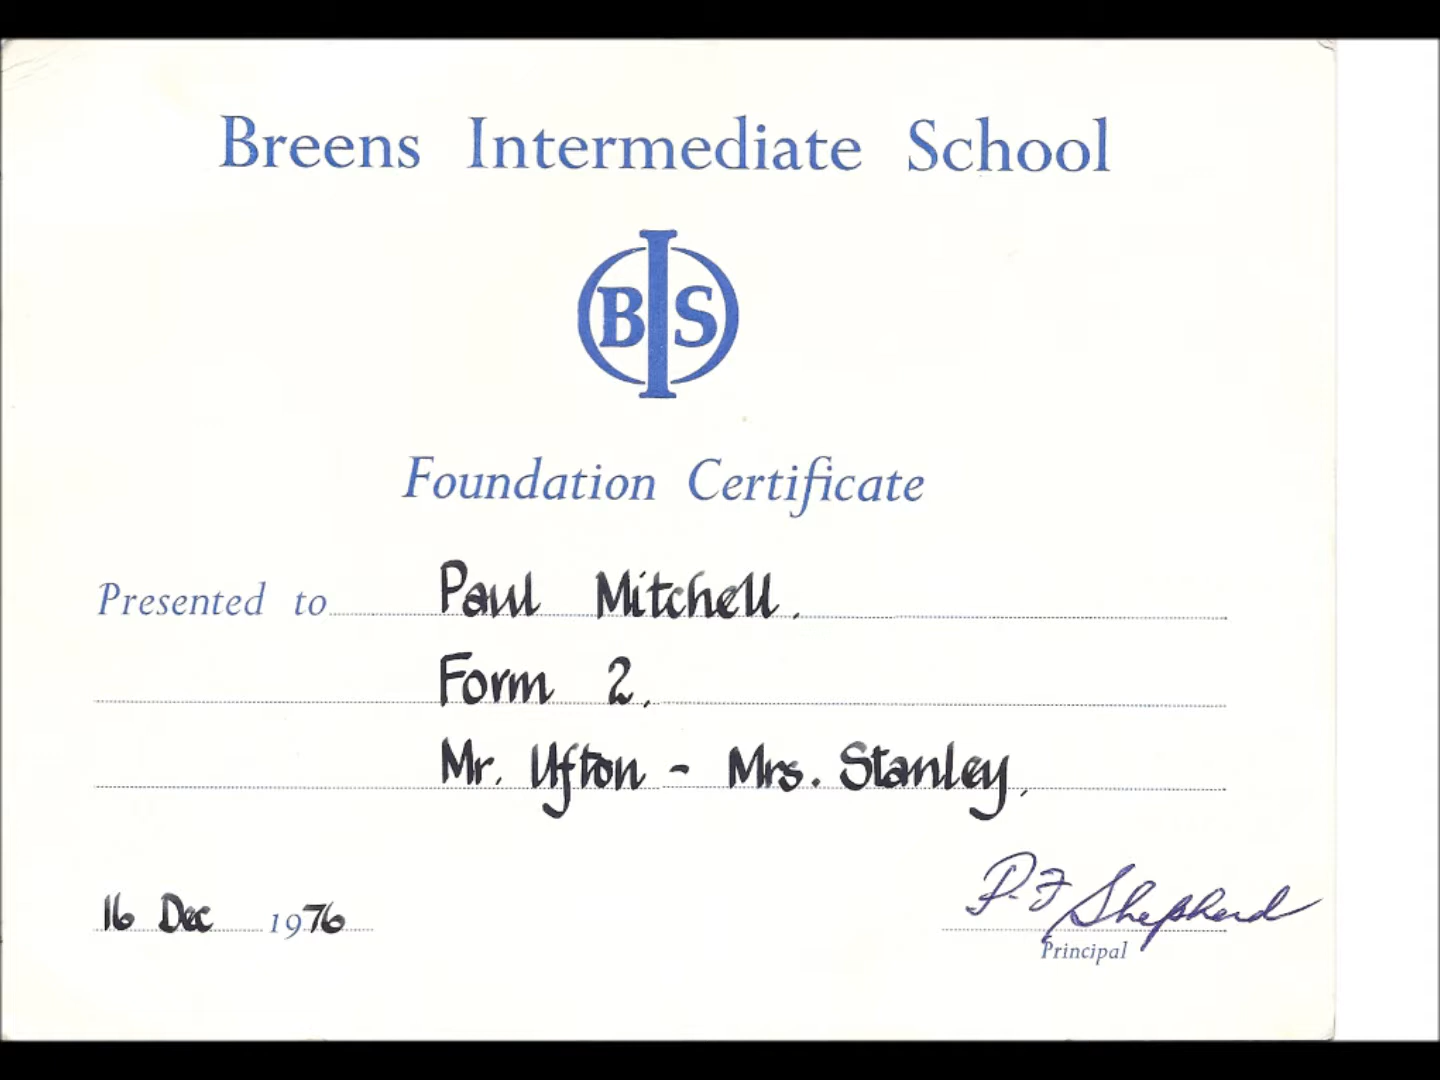 Breens Intermediate School
B I S
Foundation Certificate
Presented to Paul Mitchell.
Form 2.
Mr. Ufton - Mrs. Stanley.
16 Dec 1976
P.F Shepherd
Principal